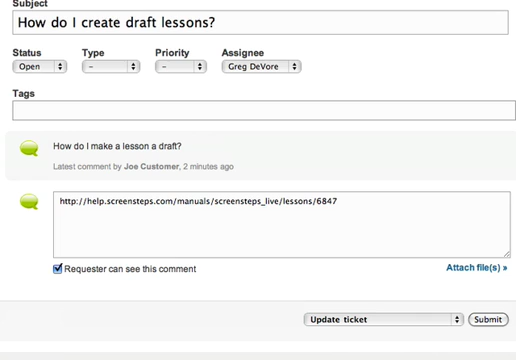 Subject
How do I create draft lessons?
Status Type Priority Assignee
Open - - Greg DeVore
Tags
How do I make a lesson a draft?
Latest comment by Joe Customer, 2 minutes ago
http://help.screensteps.com/manuals/screensteps_live/lessons/6847
Requester can see this comment Attach file(s) »
Update ticket Submit